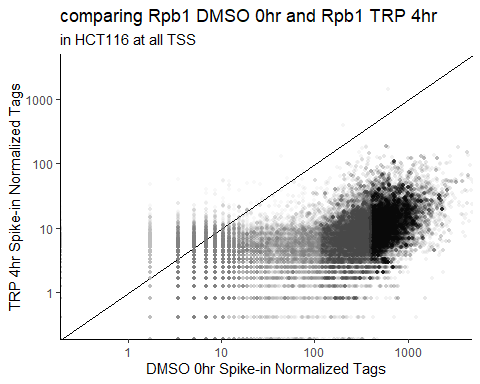 comparing Rpb1 DMSO 0hr and Rpb1 TRP 4hr
in HCT116 at all TSS
TRP 4hr Spike-in Normalized Tags
1000
100
10
1
1 10 100 1000
DMSO 0hr Spike-in Normalized Tags